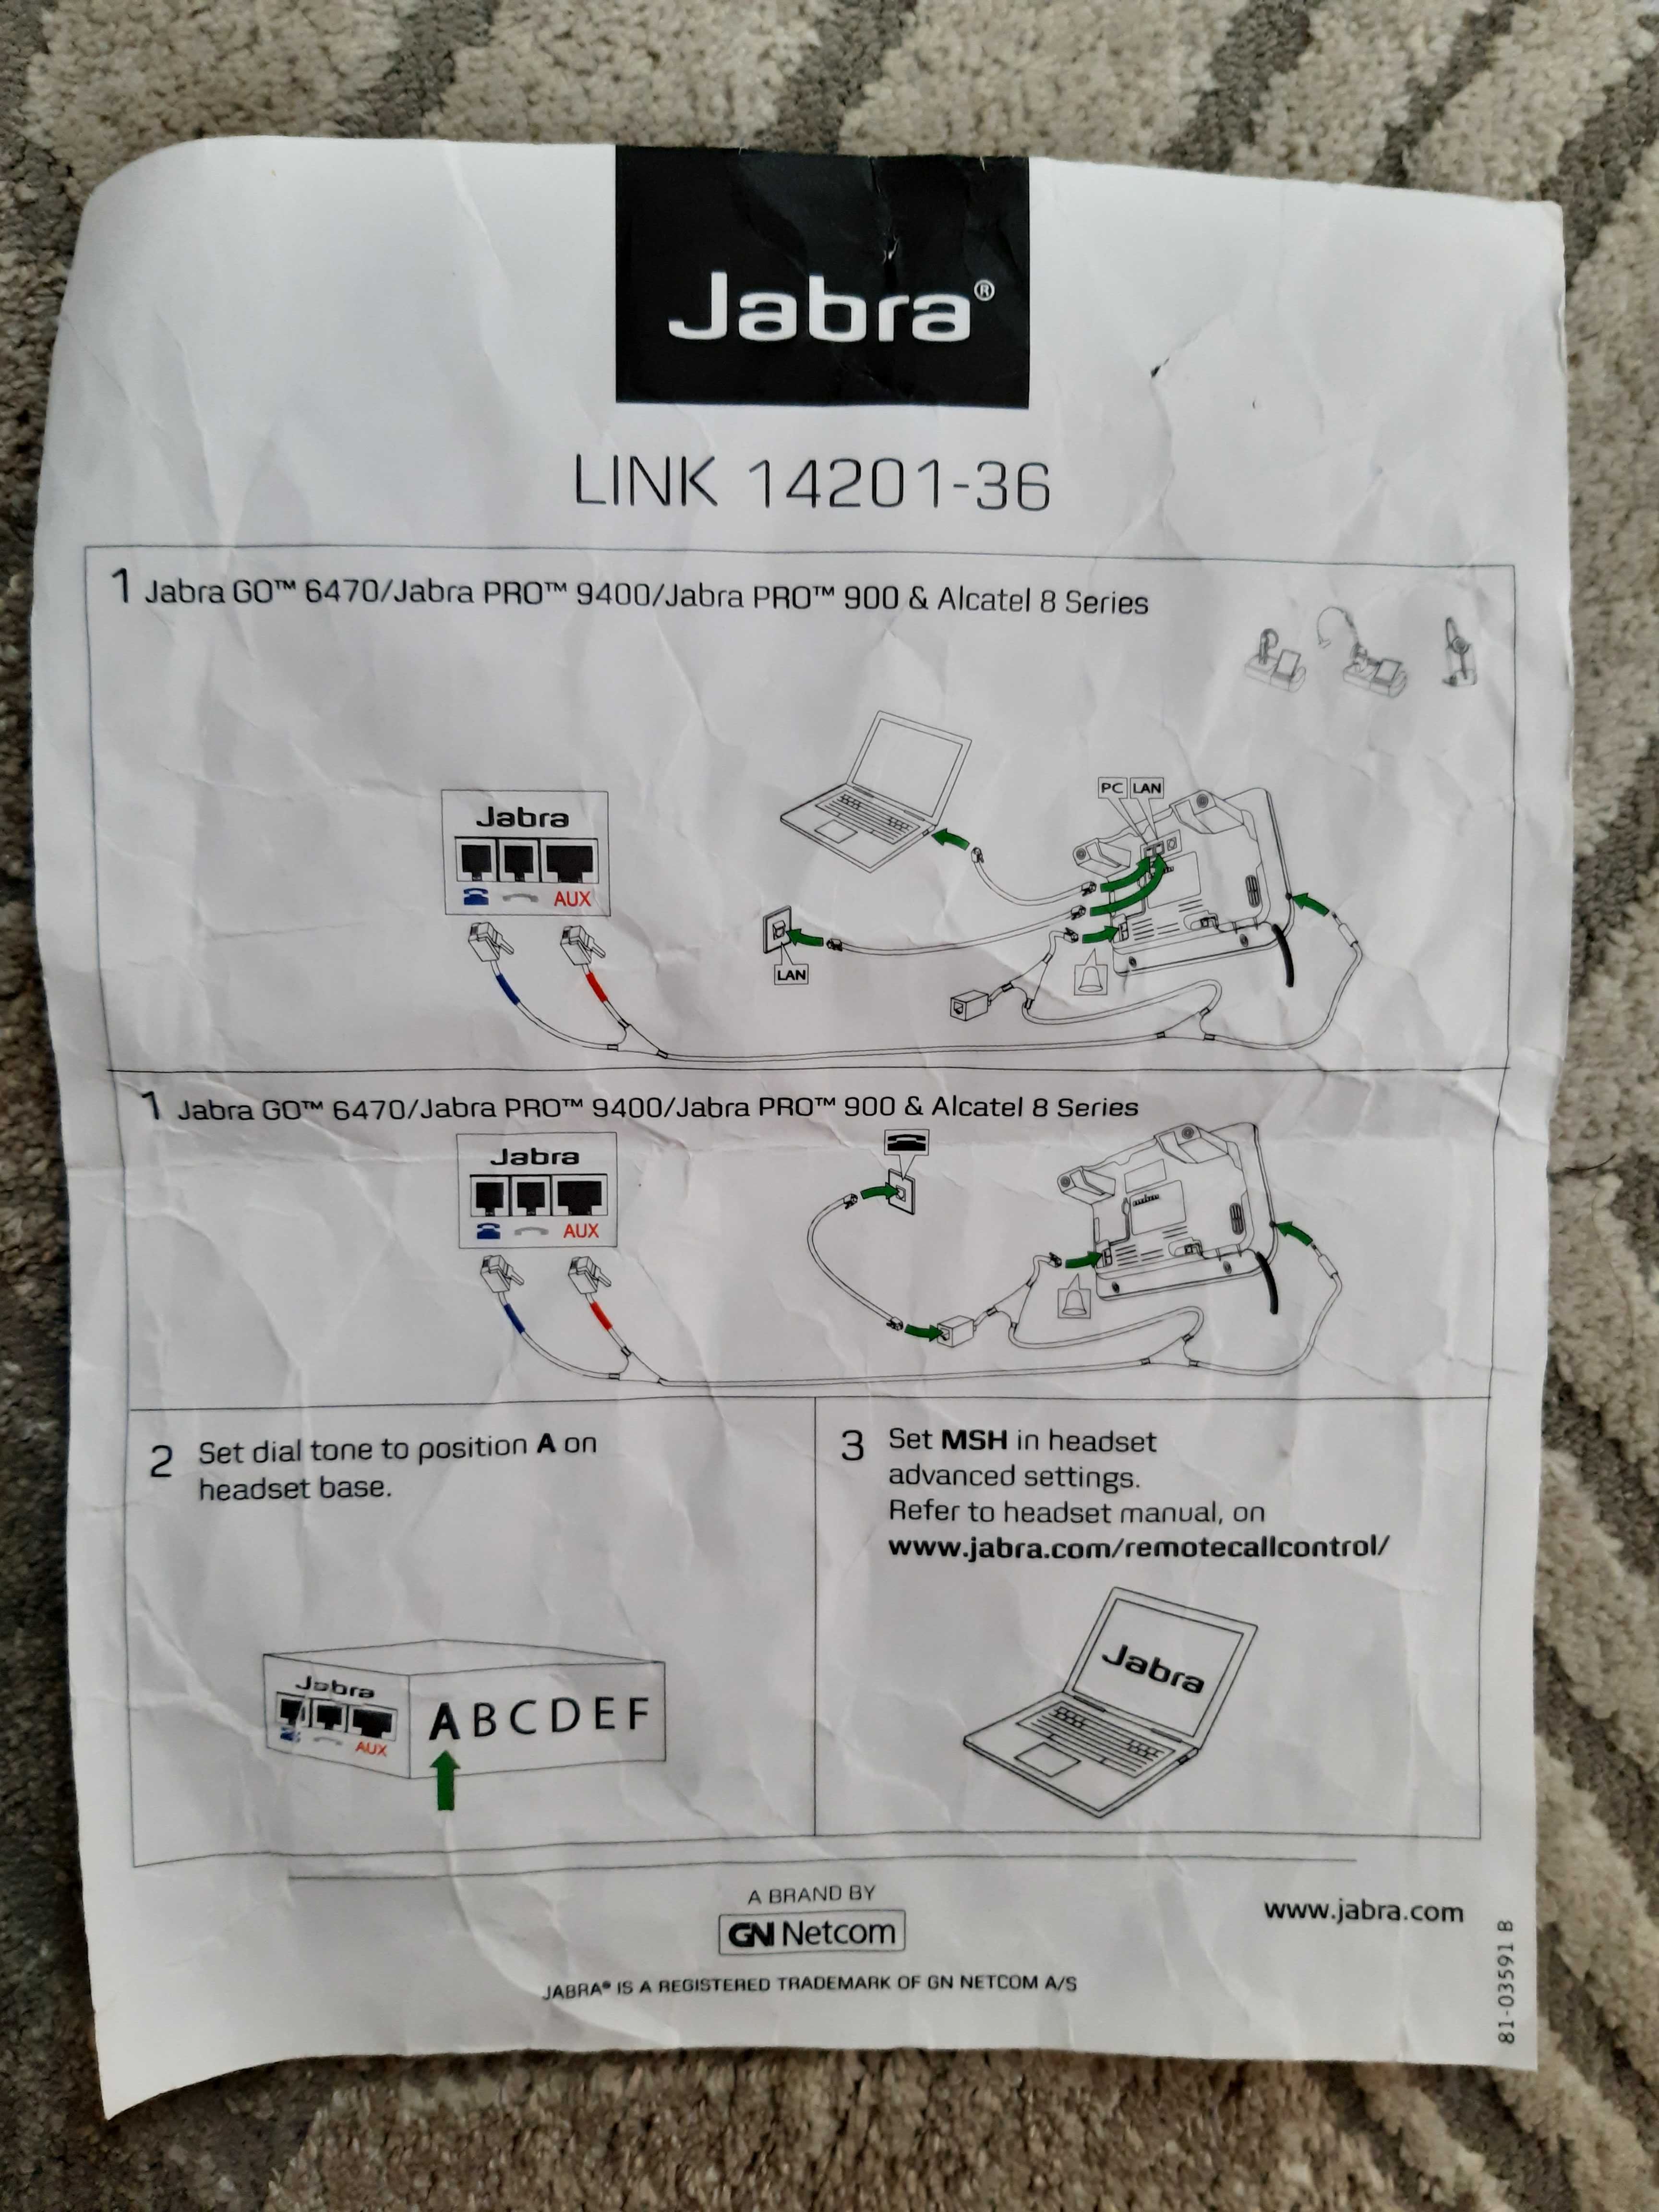 Jabra®
LINK 14201-36
1 Jabra GO™ 6470/Jabra PRO™ 9400/Jabra PRO™ 900 & Alcatel 8 Series
Jabra
AUX
PC LAN
LAN
1 Jabra GO™ 6470/Jabra PRO™ 9400/Jabra PRO™ 900 & Alcatel 8 Series
Jabra
AUX
2 Set dial tone to position A on
headset base.
Jabra
AUX
A B C D E F
3 Set MSH in headset
advanced settings.
Refer to headset manual, on
www.jabra.com/remotecallcontrol/
Jabra
A BRAND BY
GN Netcom
www.jabra.com
JABRA® IS A REGISTERED TRADEMARK OF GN NETCOM A/S
81-03591 B